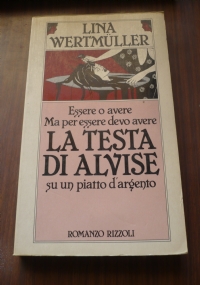 LINA
WERTMÜLLER
Essere o avere
Ma per essere devo avere
LA TESTA
DI ALVISE
su un piatto d'argento
ROMANZO RIZZOLI